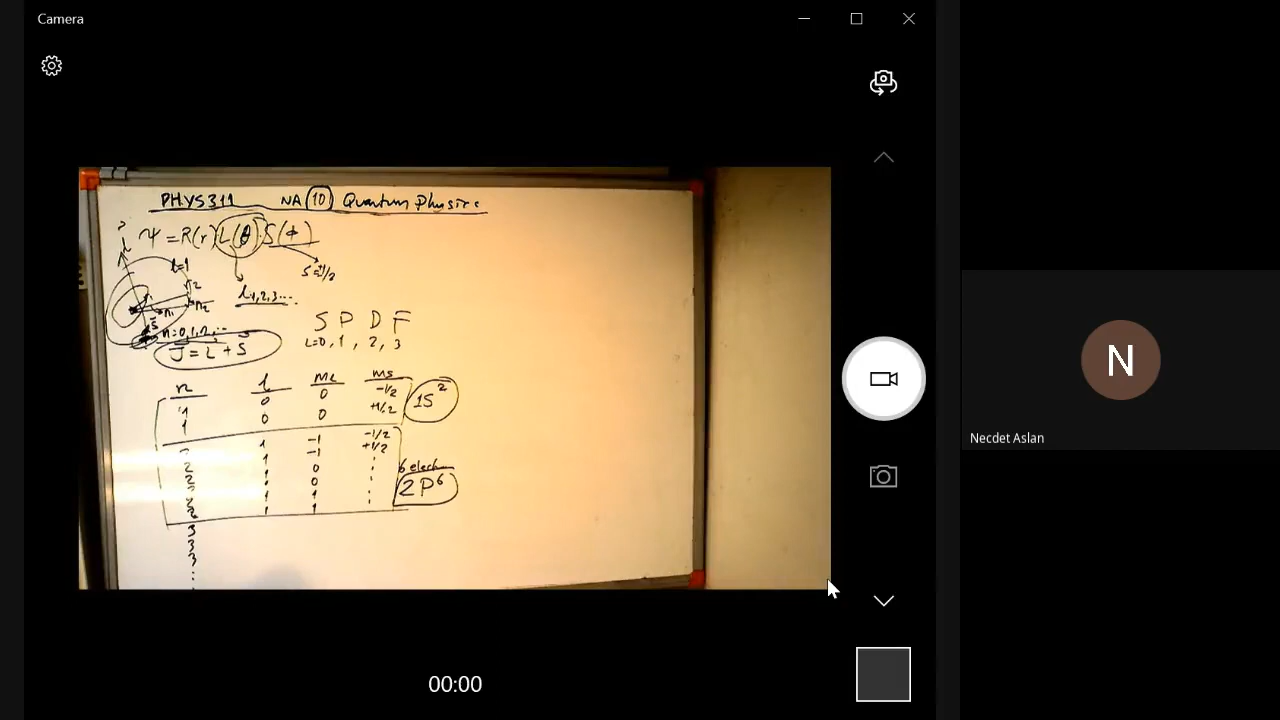 Camera
PHYS311 NA 10 Quantum Physics
Ψ = R(r) L(θ) S(ϕ)
l=1
S=±1/2
l=1,2,3...
n=0,1,2,..
J = L + S
S P D F
L=0, 1, 2, 3
n l ml ms
1 0 0 -1/2
1 0 0 +1/2
1S²
2 1 -1 -1/2
2 1 -1 +1/2
2 1 0
2 1 0
2 1 1
2 1 1
6 elect
2P⁶
3
3
3
00:00
N
Necdet Aslan